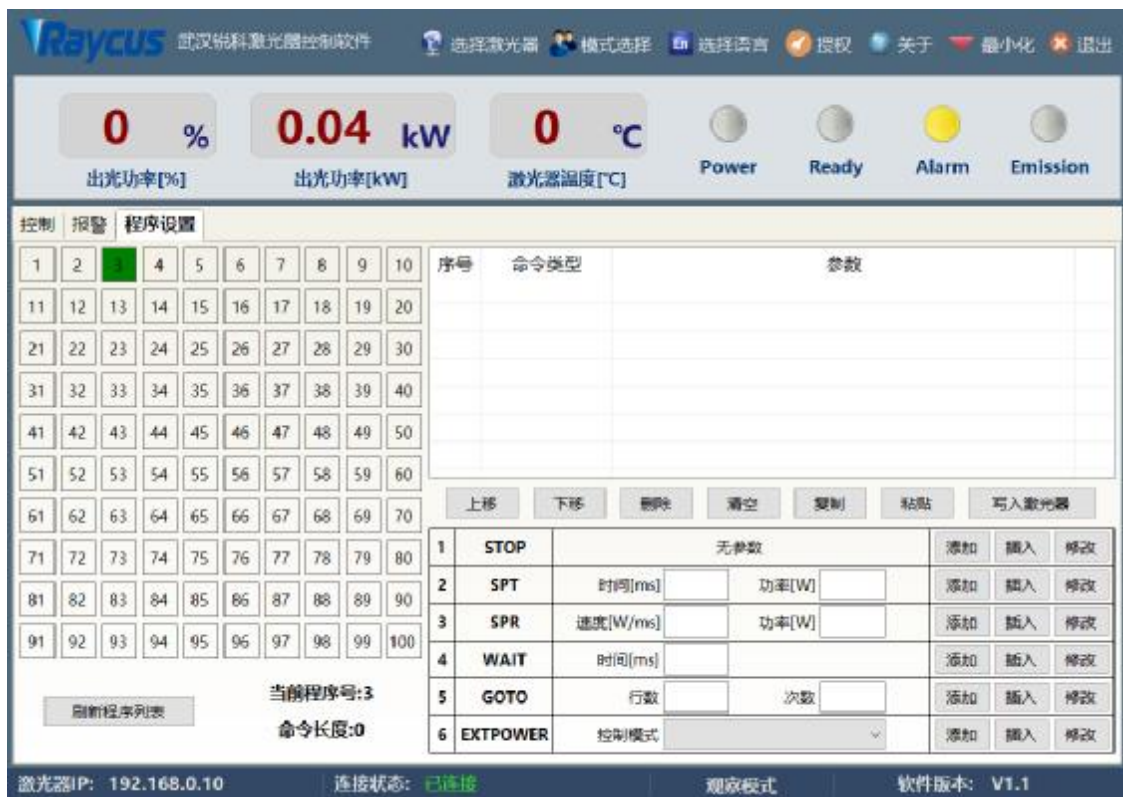 Raycus 武汉锐科激光器控制软件 选择激光器 模式选择 En 选择语言 授权 关于 最小化 退出
0 % 0.04 kW 0 ℃
出光功率[%] 出光功率[kW] 激光器温度[℃] Power Ready Alarm Emission
控制 报警 程序设置
1 2 3 4 5 6 7 8 9 10
11 12 13 14 15 16 17 18 19 20
21 22 23 24 25 26 27 28 29 30
31 32 33 34 35 36 37 38 39 40
41 42 43 44 45 46 47 48 49 50
51 52 53 54 55 56 57 58 59 60
61 62 63 64 65 66 67 68 69 70
71 72 73 74 75 76 77 78 79 80
81 82 83 84 85 86 87 88 89 90
91 92 93 94 95 96 97 98 99 100
刷新程序列表
当前程序号:3
命令长度:0
序号 命令类型 参数
上移 下移 删除 清空 复制 粘贴 写入激光器
1 STOP 无参数 添加 插入 修改
2 SPT 时间[ms] 功率[W] 添加 插入 修改
3 SPR 速度[W/ms] 功率[W] 添加 插入 修改
4 WAIT 时间[ms] 添加 插入 修改
5 GOTO 行数 次数 添加 插入 修改
6 EXTPOWER 控制模式 添加 插入 修改
激光器IP: 192.168.0.10 连接状态: 已连接 观察模式 软件版本: V1.1